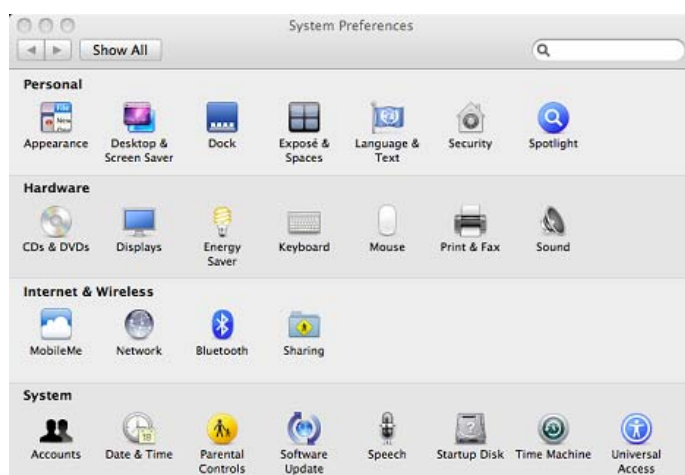 System Preferences
Show All
Personal
Appearance
Desktop &
Screen Saver
Dock
Exposé &
Spaces
Language &
Text
Security
Spotlight
Hardware
CDs & DVDs
Displays
Energy
Saver
Keyboard
Mouse
Print & Fax
Sound
Internet & Wireless
MobileMe
Network
Bluetooth
Sharing
System
Accounts
Date & Time
Parental
Controls
Software
Update
Speech
Startup Disk
Time Machine
Universal
Access